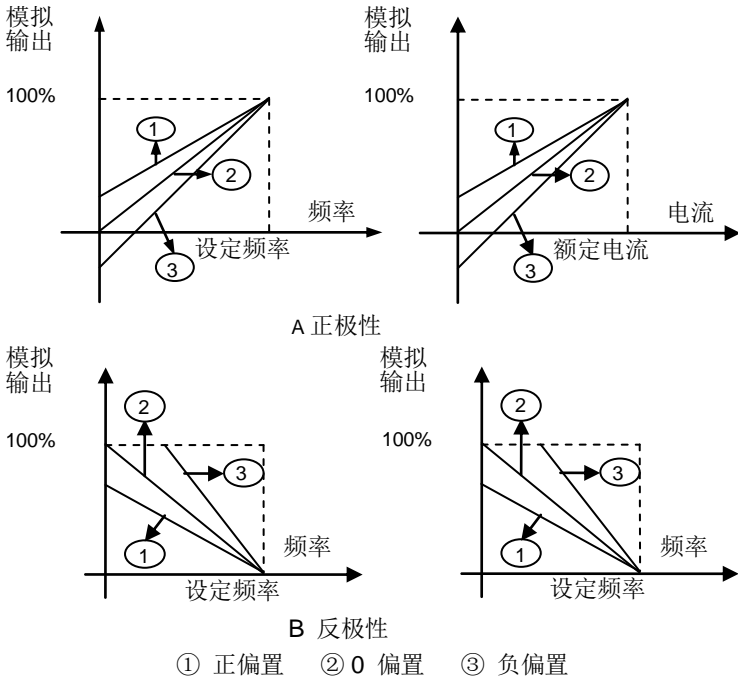 模拟
输出
100%
①
②
③
频率
设定频率
模拟
输出
100%
①
②
③
电流
额定电流
A 正极性
模拟
输出
100%
②
③
①
频率
设定频率
模拟
输出
100%
②
③
①
频率
设定频率
B 反极性
① 正偏置 ② 0 偏置 ③ 负偏置